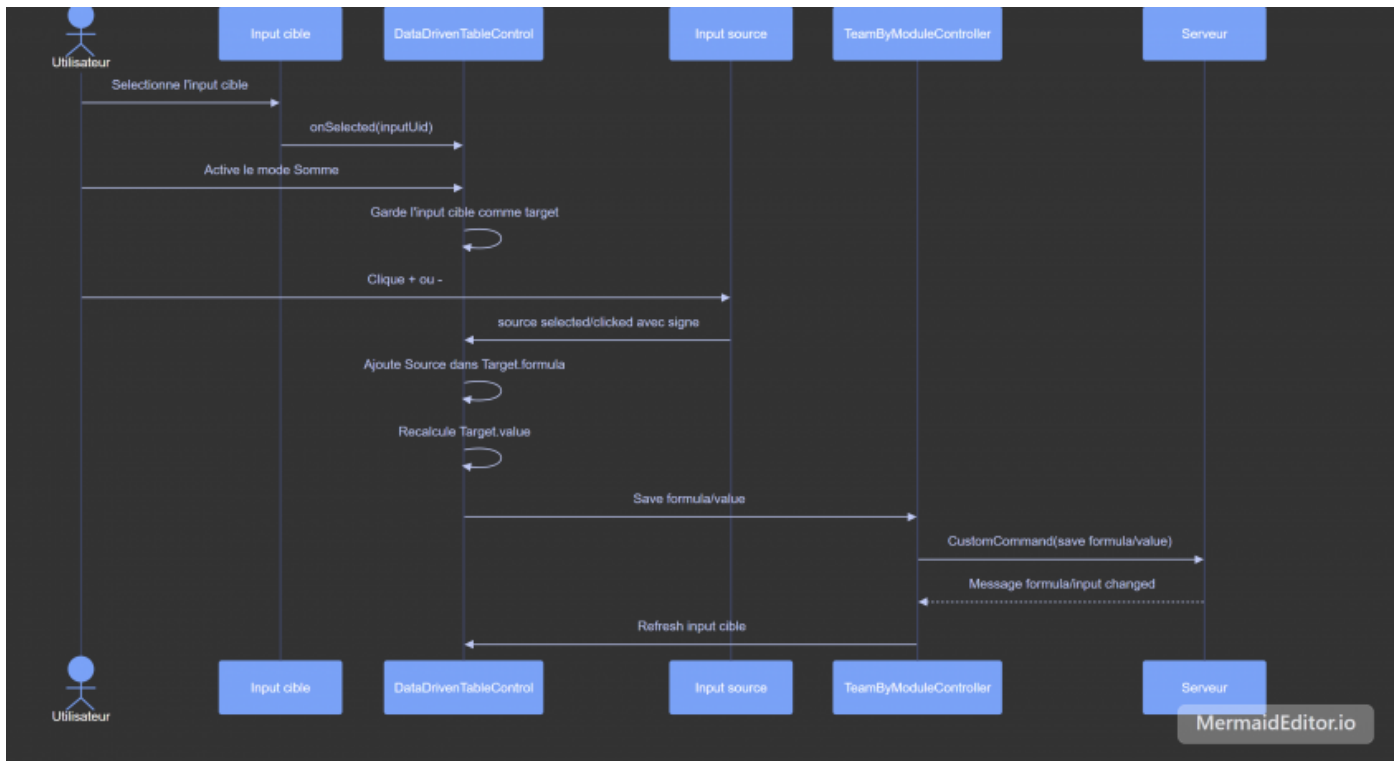 Input cible
DataDrivenTableControl
Input source
TeamByModuleController
Serveur
Utilisateur
Selectionne l'input cible
onSelected(inputUid)
Active le mode Somme
Garde l'input cible comme target
Clique + ou -
source selected/clicked avec signe
Ajoute Source dans Target.formula
Recalcule Target.value
Save formula/value
CustomCommand(save formula/value)
Message formula/input changed
Refresh input cible
Input cible
DataDrivenTableControl
Input source
TeamByModuleController
Serveur
Utilisateur
MermaidEditor.io